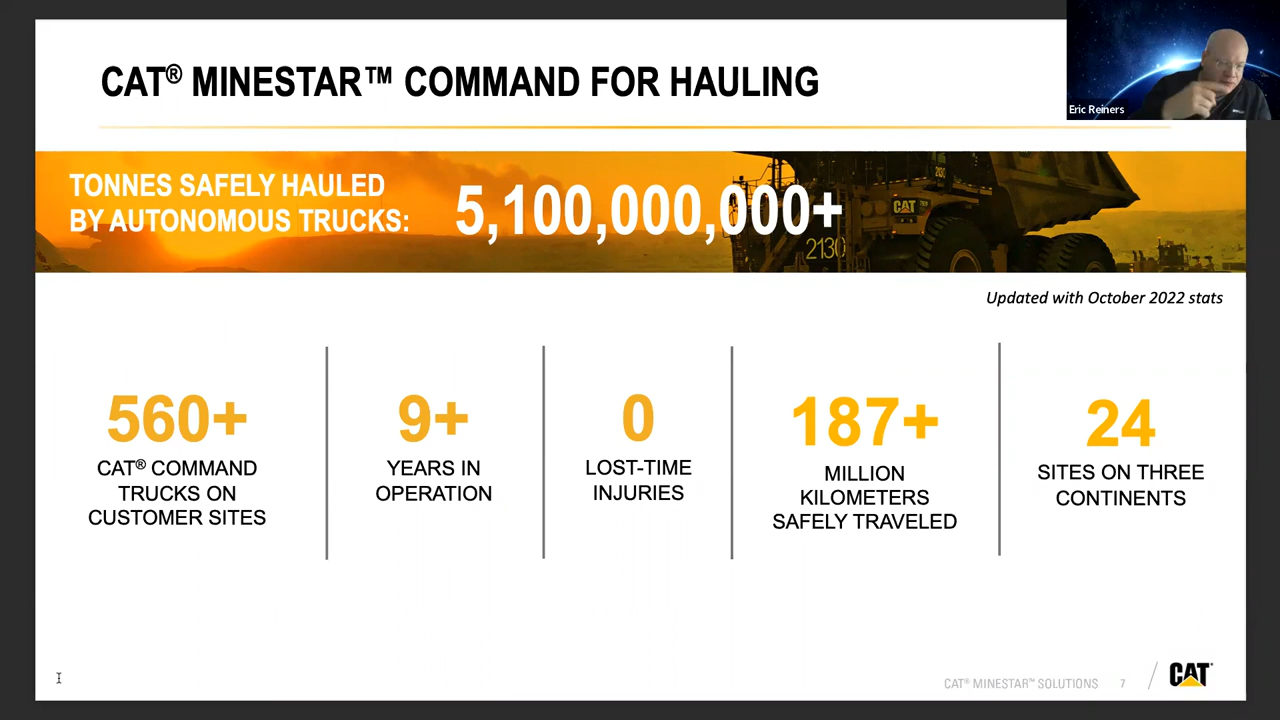 CAT® MINESTAR™ COMMAND FOR HAULING
Eric Reiners
TONNES SAFELY HAULED
BY AUTONOMOUS TRUCKS:
5,100,000,000+
2130
CAT
2130
Updated with October 2022 stats
560+
CAT® COMMAND
TRUCKS ON
CUSTOMER SITES
9+
YEARS IN
OPERATION
0
LOST-TIME
INJURIES
187+
MILLION
KILOMETERS
SAFELY TRAVELED
24
SITES ON THREE
CONTINENTS
CAT® MINESTAR™ SOLUTIONS 7
CAT®